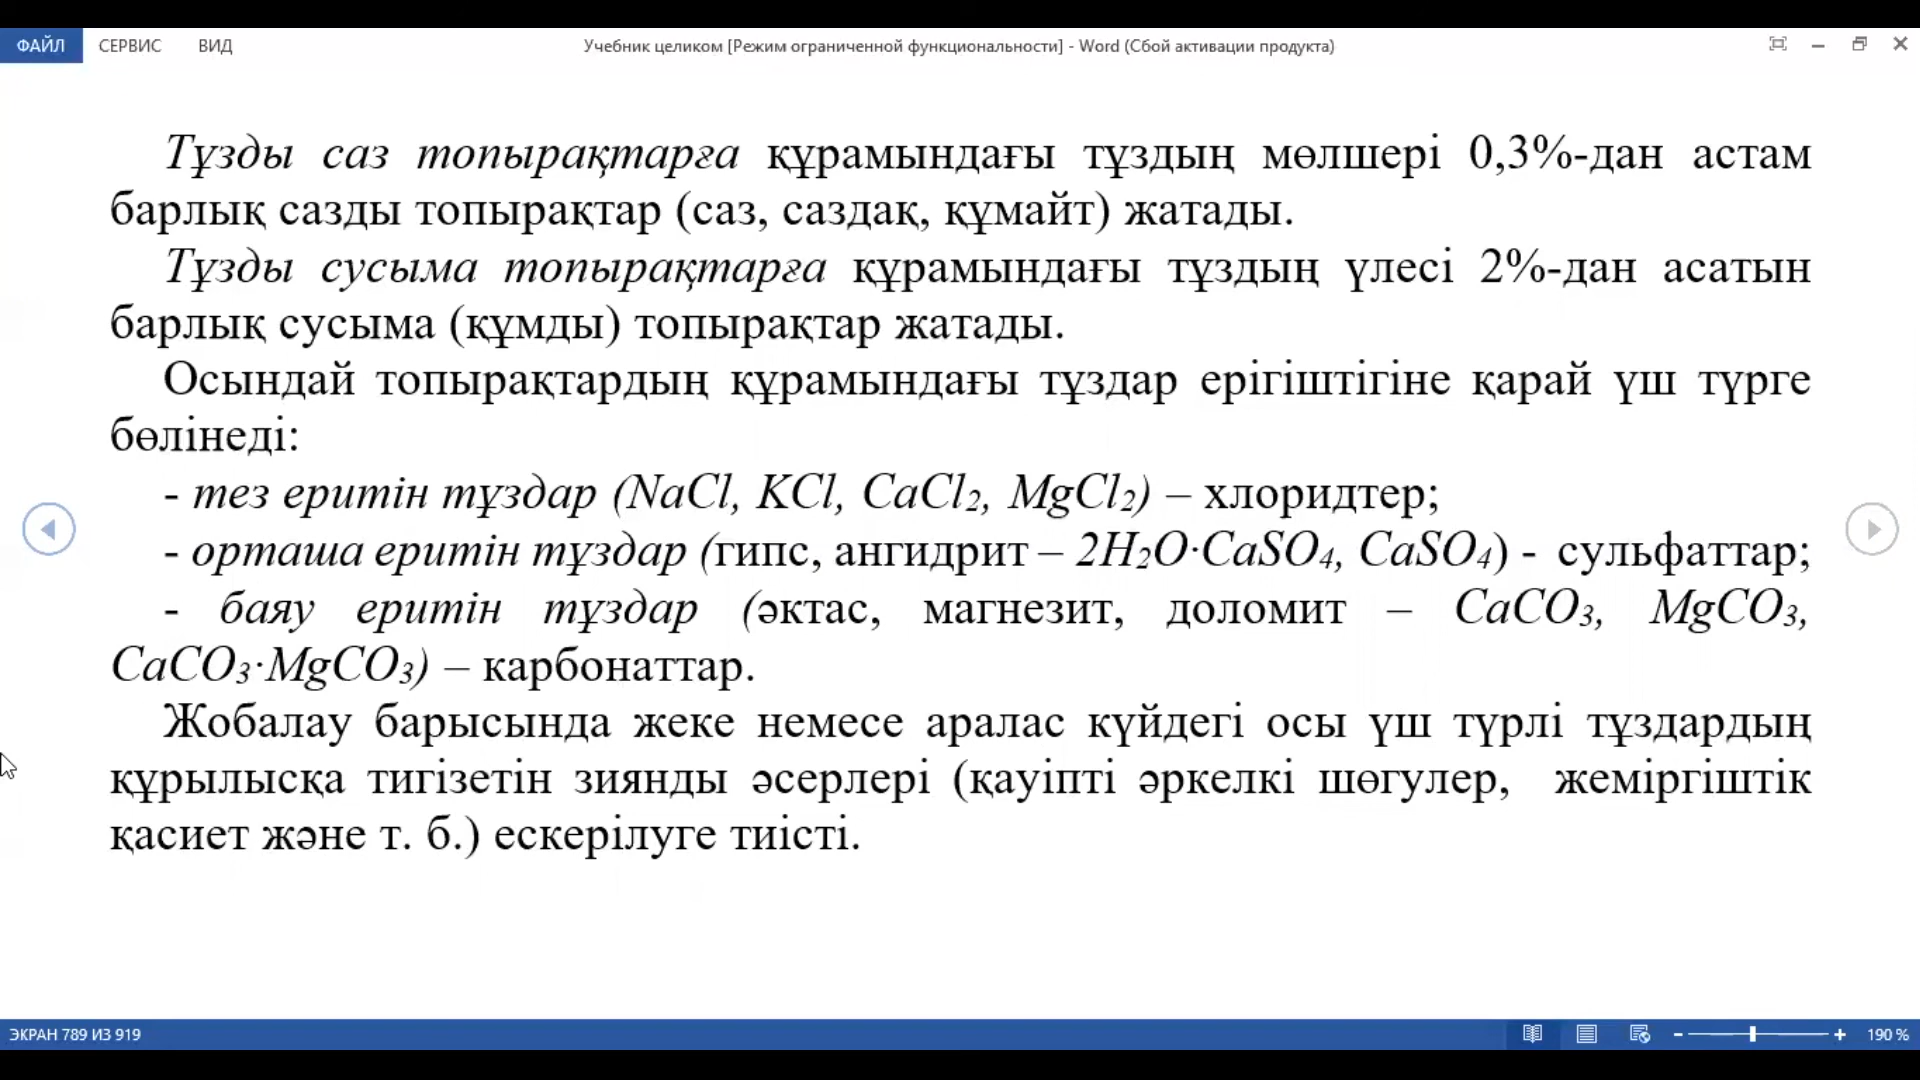 ФАЙЛ СЕРВИС ВИД Учебник целиком [Режим ограниченной функциональности] - Word (Сбой активации продукта)
Тұзды саз топырақтарға құрамындағы тұздың мөлшері 0,3%-дан астам
барлық сазды топырақтар (саз, саздақ, құмайт) жатады.
Тұзды сусыма топырақтарға құрамындағы тұздың үлесі 2%-дан асатын
барлық сусыма (құмды) топырақтар жатады.
Осындай топырақтардың құрамындағы тұздар ерігіштігіне қарай үш түрге
бөлінеді:
- тез еритін тұздар (NaCl, KCl, CaCl₂, MgCl₂) – хлоридтер;
- орташа еритін тұздар (гипс, ангидрит – 2H₂O·CaSO₄, CaSO₄) - сульфаттар;
- баяу еритін тұздар (әктас, магнезит, доломит – CaCO₃, MgCO₃,
CaCO₃·MgCO₃) – карбонаттар.
Жобалау барысында жеке немесе аралас күйдегі осы үш түрлі тұздардың
құрылысқа тигізетін зиянды әсерлері (қауіпті әркелкі шөгулер, жеміргіштік
қасиет және т. б.) ескерілуге тиісті.
ЭКРАН 789 ИЗ 919 190 %